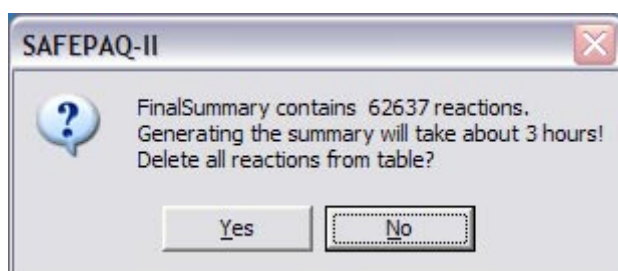 SAFEPAQ-II
?
FinalSummary contains 62637 reactions.
Generating the summary will take about 3 hours!
Delete all reactions from table?
Yes No